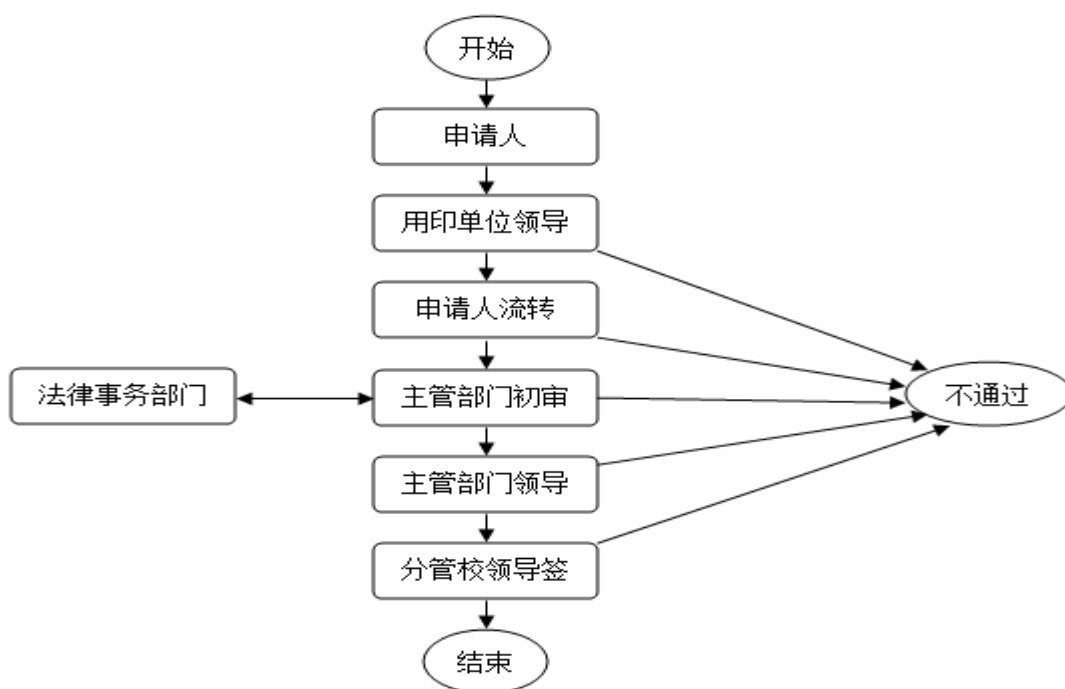 开始
申请人
用印单位领导
申请人流转
法律事务部门
主管部门初审
不通过
主管部门领导
分管校领导签
结束